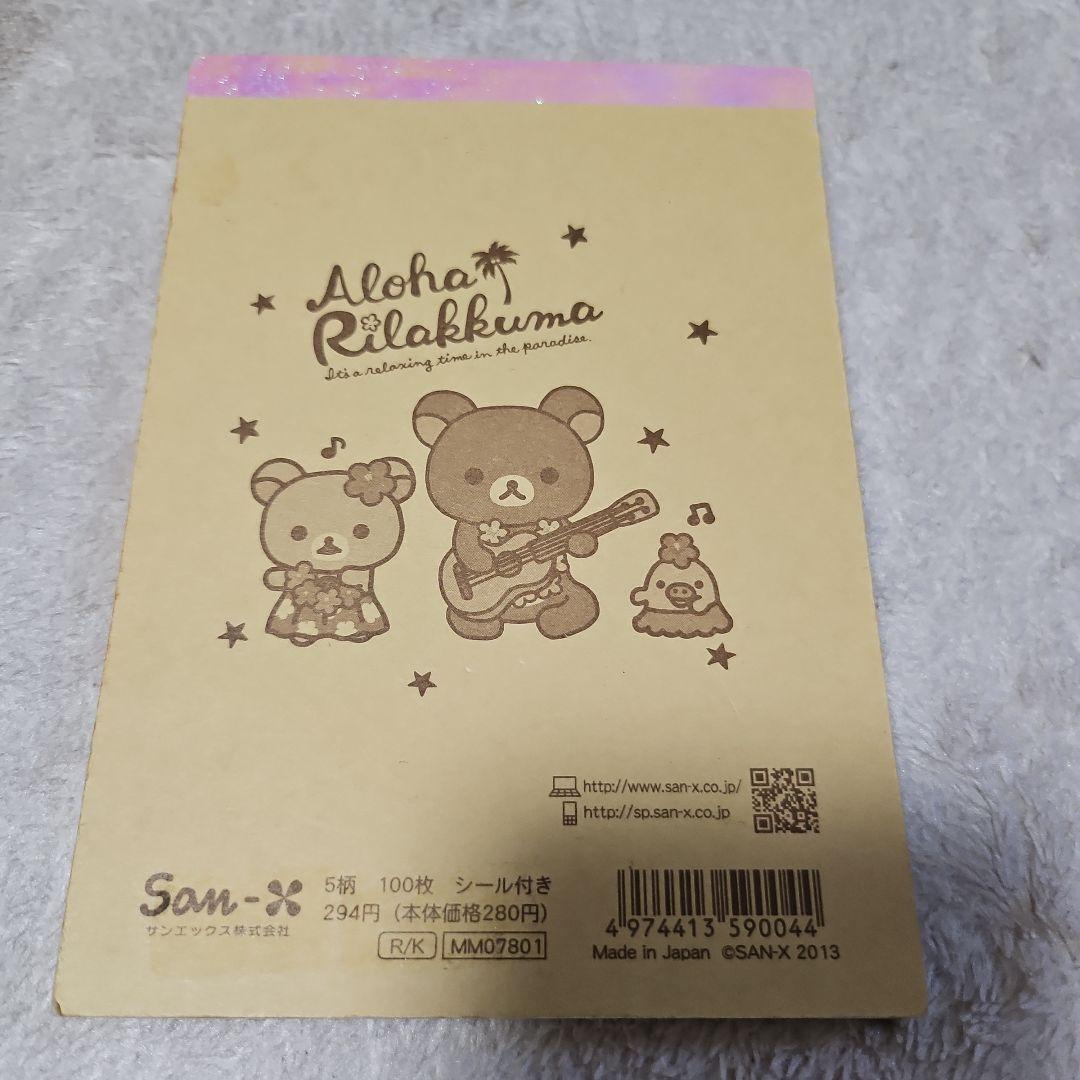 Aloha
Rilakkuma
It's a relaxing time in the paradise.
http://www.san-x.co.jp/
http://sp.san-x.co.jp
San-X
サンエックス株式会社
5柄 100枚 シール付き
294円（本体価格280円）
R/K MM07801
4 974413 590044
Made in Japan ©SAN-X 2013